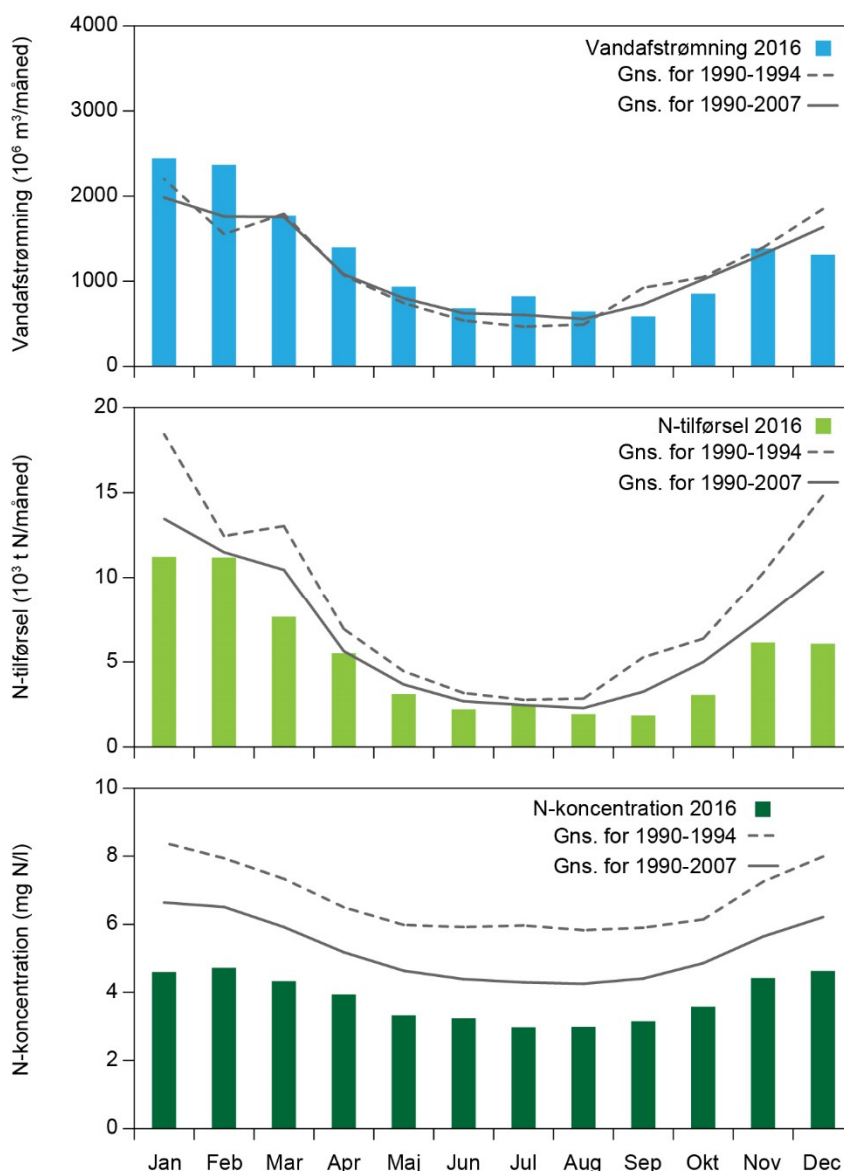 Vandafstrømning (10⁶ m³/måned)
4000
3000
2000
1000
0
Vandafstrømning 2016
Gns. for 1990-1994
Gns. for 1990-2007
N-tilførsel (10³ t N/måned)
20
15
10
5
0
N-tilførsel 2016
Gns. for 1990-1994
Gns. for 1990-2007
N-koncentration (mg N/l)
10
8
6
4
2
0
N-koncentration 2016
Gns. for 1990-1994
Gns. for 1990-2007
Jan Feb Mar Apr Maj Jun Jul Aug Sep Okt Nov Dec